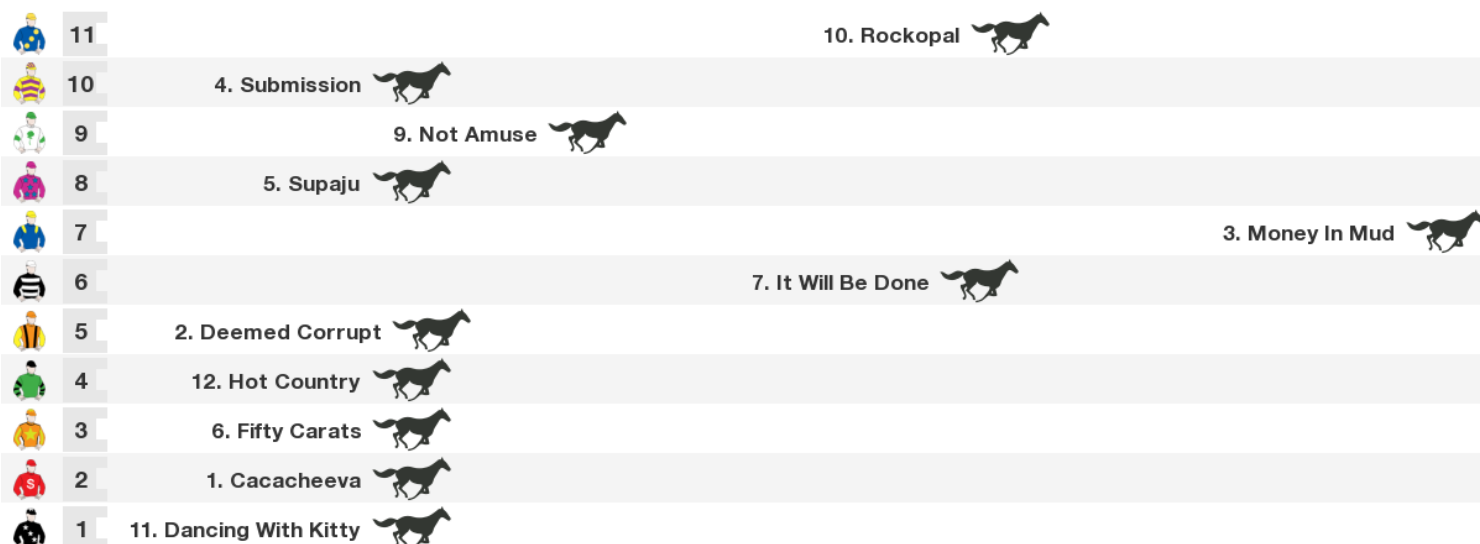 11 10. Rockopal
10 4. Submission
9 9. Not Amuse
8 5. Supaju
7 3. Money In Mud
6 7. It Will Be Done
5 2. Deemed Corrupt
4 12. Hot Country
3 6. Fifty Carats
S 2 1. Cacacheeva
1 11. Dancing With Kitty